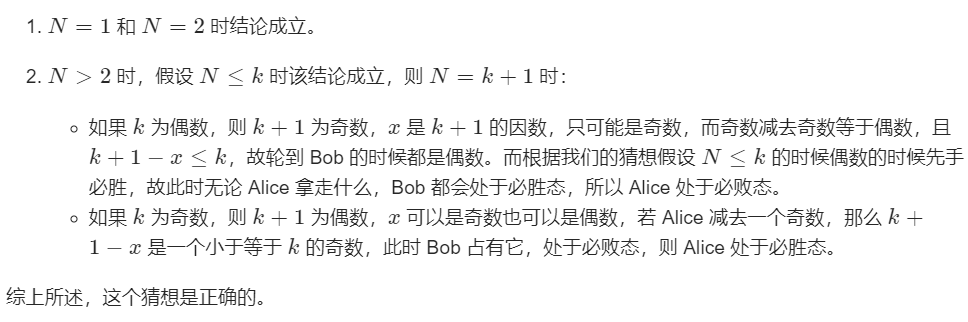 1. N = 1 和 N = 2 时结论成立。
2. N > 2 时，假设 N ≤ k 时该结论成立，则 N = k + 1 时：
◦ 如果 k 为偶数，则 k + 1 为奇数，x 是 k + 1 的因数，只可能是奇数，而奇数减去奇数等于偶数，且
k + 1 − x ≤ k，故轮到 Bob 的时候都是偶数。而根据我们的猜想假设 N ≤ k 的时候偶数的时候先手
必胜，故此时无论 Alice 拿走什么，Bob 都会处于必胜态，所以 Alice 处于必败态。
◦ 如果 k 为奇数，则 k + 1 为偶数，x 可以是奇数也可以是偶数，若 Alice 减去一个奇数，那么 k +
1 − x 是一个小于等于 k 的奇数，此时 Bob 占有它，处于必败态，则 Alice 处于必胜态。
综上所述，这个猜想是正确的。